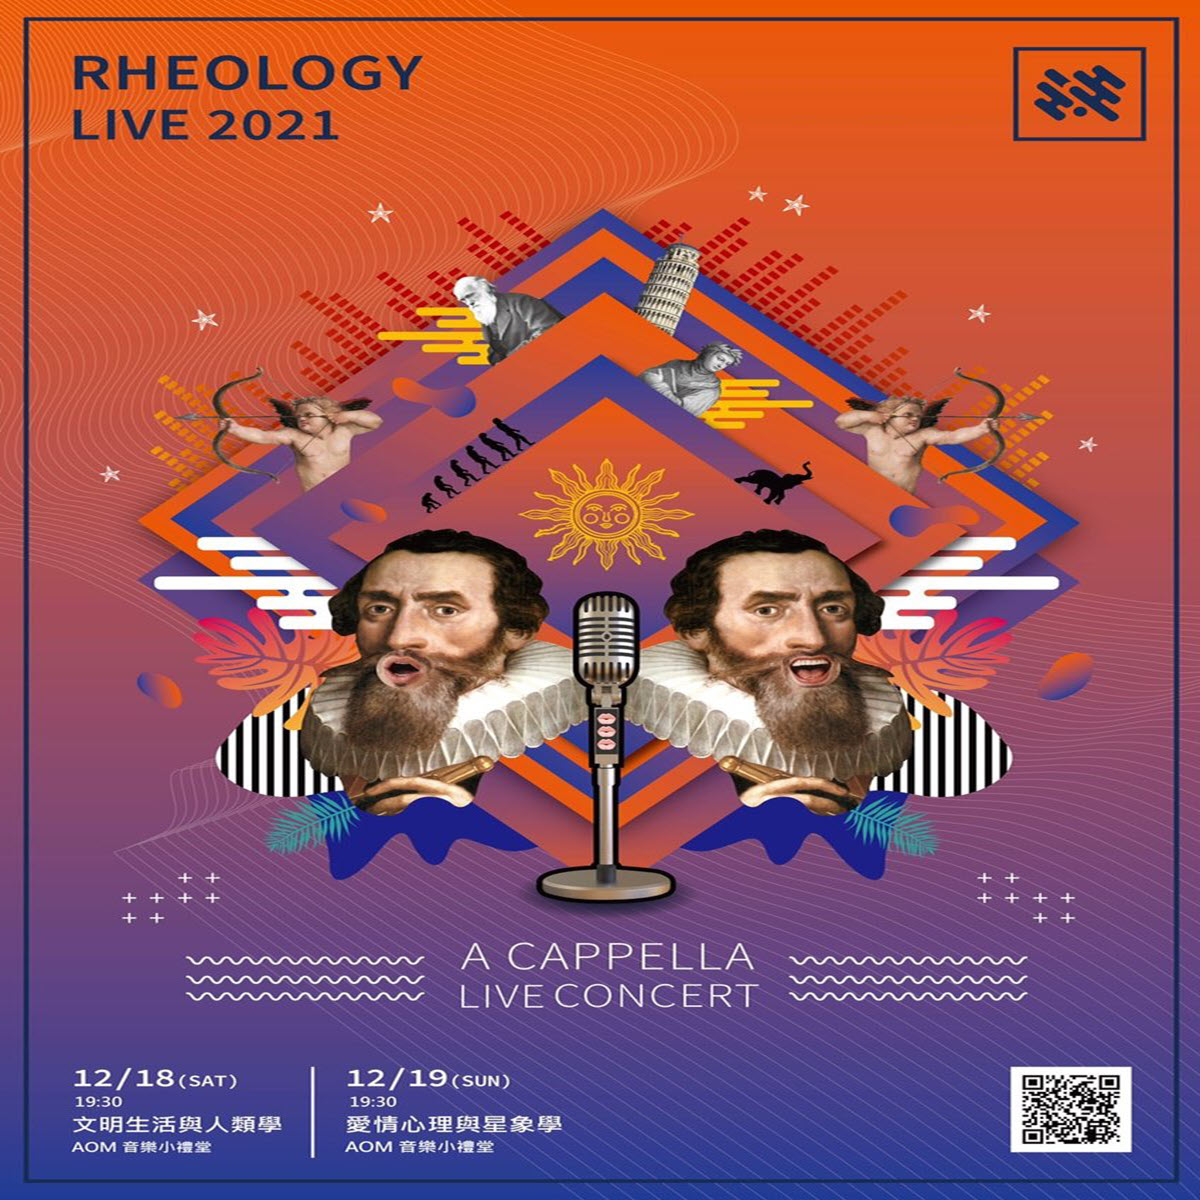 RHEOLOGY
LIVE 2021
A CAPPELLA
LIVE CONCERT
12/18(SAT)
19:30
文明生活與人類學
AOM 音樂小禮堂
12/19(SUN)
19:30
愛情心理與星象學
AOM 音樂小禮堂